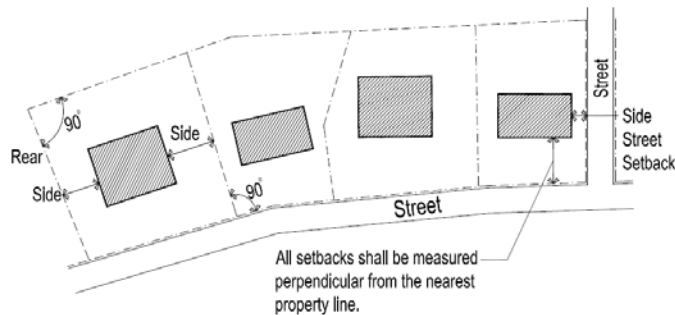 Street
90°
Side
Rear
Side
90°
Side
Street
Setback
Street
All setbacks shall be measured
perpendicular from the nearest
property line.